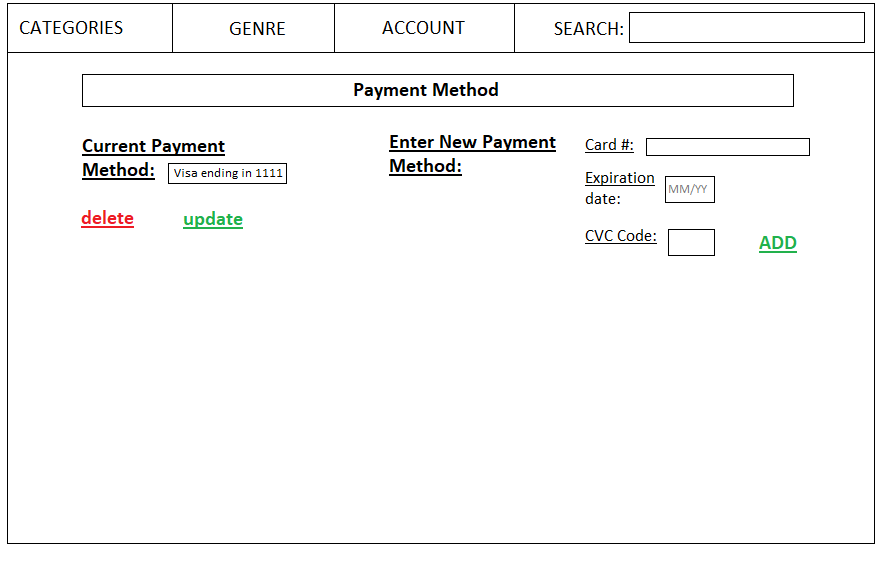 CATEGORIES GENRE ACCOUNT SEARCH:
Payment Method
Current Payment
Method: Visa ending in 1111
delete update
Enter New Payment
Method:
Card #:
Expiration
date: MM/YY
CVC Code:
ADD